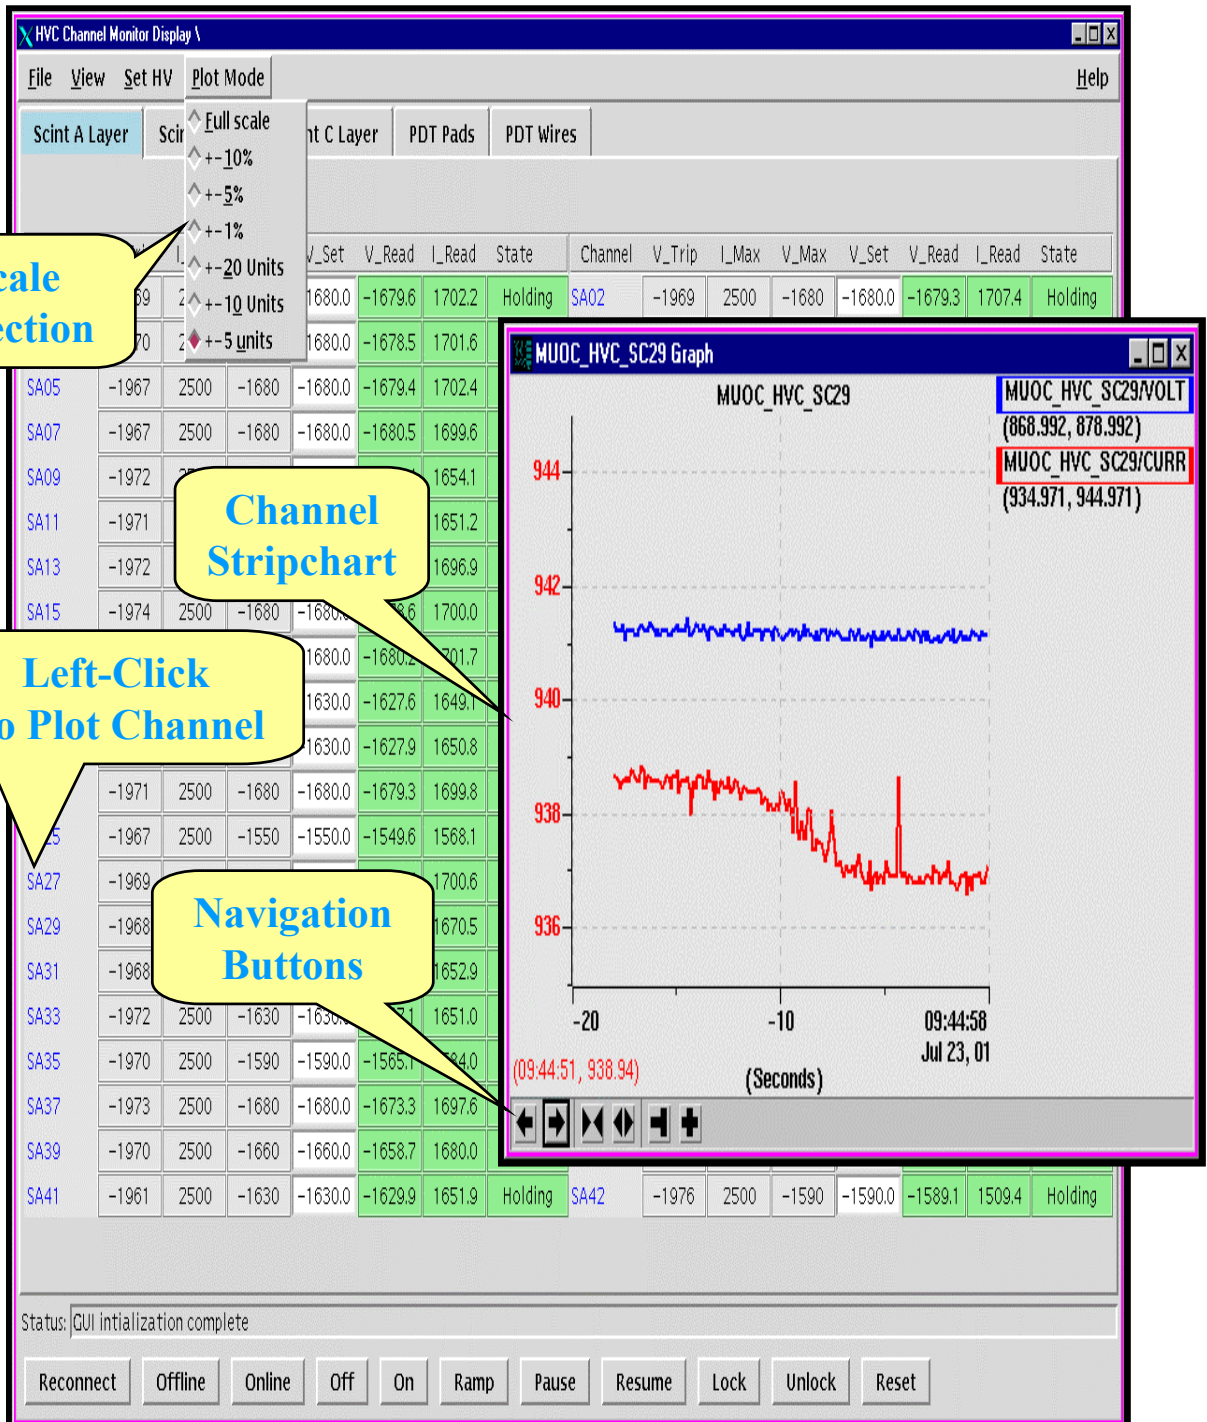 HVC Channel Monitor Display \
File View Set HV Plot Mode Help
Full scale
+-10%
+-5%
+-1%
+-20 Units
+-10 Units
+-5 units
Scint A Layer nt C Layer PDT Pads PDT Wires
V_Set V_Read I_Read State Channel V_Trip I_Max V_Max V_Set V_Read I_Read State
1680.0 -1679.6 1702.2 Holding SA02 -1969 2500 -1680 -1680.0 -1679.3 1707.4 Holding
1680.0 -1678.5 1701.6
SA05 -1967 2500 -1680 -1680.0 -1679.4 1702.4
SA07 -1967 2500 -1680 -1680.0 -1680.5 1699.6
SA09 -1972 1654.1
SA11 -1971 1651.2
SA13 -1972 1696.9
SA15 -1974 2500 -1680 1700.0
1680.0 -1680.2
1630.0 -1627.6 1649.1
-1630.0 -1627.9 1650.8
-1971 2500 -1680 -1680.0 -1679.3 1699.8
-1967 2500 -1550 -1550.0 -1549.6 1568.1
SA27 -1969 1700.6
SA29 -1968 1670.5
SA31 -1968 1652.9
SA33 -1972 2500 -1630 1651.0
SA35 -1970 2500 -1590 -1590.0 -1565.1
SA37 -1973 2500 -1680 -1680.0 -1673.3 1697.6
SA39 -1970 2500 -1660 -1660.0 -1658.7 1680.0
SA41 -1961 2500 -1630 -1630.0 -1629.9 1651.9 Holding SA42 -1976 2500 -1590 -1590.0 -1589.1 1509.4 Holding
cale
ection
Channel
Stripchart
Left-Click
o Plot Channel
Navigation
Buttons
MUOC_HVC_SC29 Graph
MUOC_HVC_SC29
MUOC_HVC_SC29/VOLT
(868.992, 878.992)
MUOC_HVC_SC29/CURR
(934.971, 944.971)
944
942
940
938
936
-20 -10 09:44:58
Jul 23, 01
(09:44:51, 938.94)
(Seconds)
Status: GUI intialization complete
Reconnect Offline Online Off On Ramp Pause Resume Lock Unlock Reset